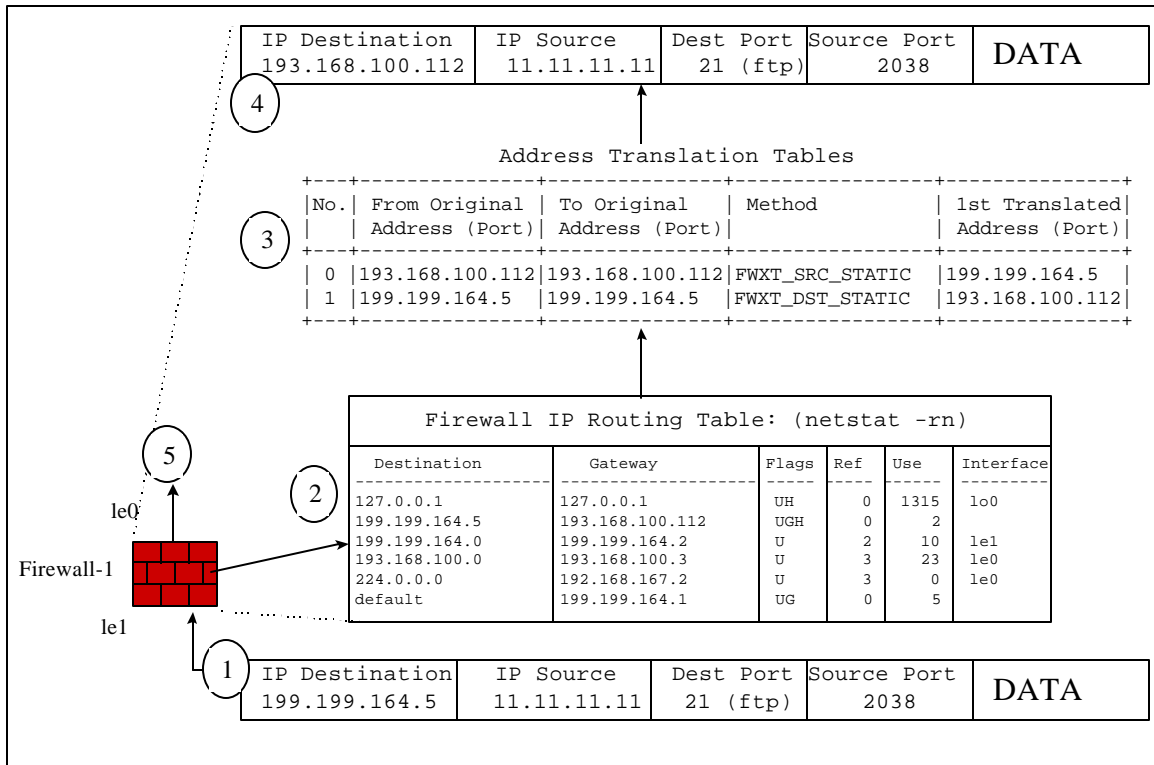 IP Destination IP Source Dest Port Source Port DATA
193.168.100.112 11.11.11.11 21 (ftp) 2038
4
Address Translation Tables
+---+---------------+---------------+-----------------+---------------+
|No.| From Original | To Original | Method | 1st Translated|
| | Address (Port)| Address (Port)| | Address (Port)|
+---+---------------+---------------+-----------------+---------------+
| 0 |193.168.100.112|193.168.100.112|FWXT_SRC_STATIC |199.199.164.5 |
| 1 |199.199.164.5 |199.199.164.5 |FWXT_DST_STATIC |193.168.100.112|
+---+---------------+---------------+-----------------+---------------+
3
Firewall IP Routing Table: (netstat -rn)
Destination Gateway Flags Ref Use Interface
-------------------- -------------------- ----- ---- ------ ---------
127.0.0.1 127.0.0.1 UH 0 1315 lo0
199.199.164.5 193.168.100.112 UGH 0 2
199.199.164.0 199.199.164.2 U 2 10 le1
193.168.100.0 193.168.100.3 U 3 23 le0
224.0.0.0 192.168.167.2 U 3 0 le0
default 199.199.164.1 UG 0 5
2
5
le0
Firewall-1
le1
1
IP Destination IP Source Dest Port Source Port DATA
199.199.164.5 11.11.11.11 21 (ftp) 2038